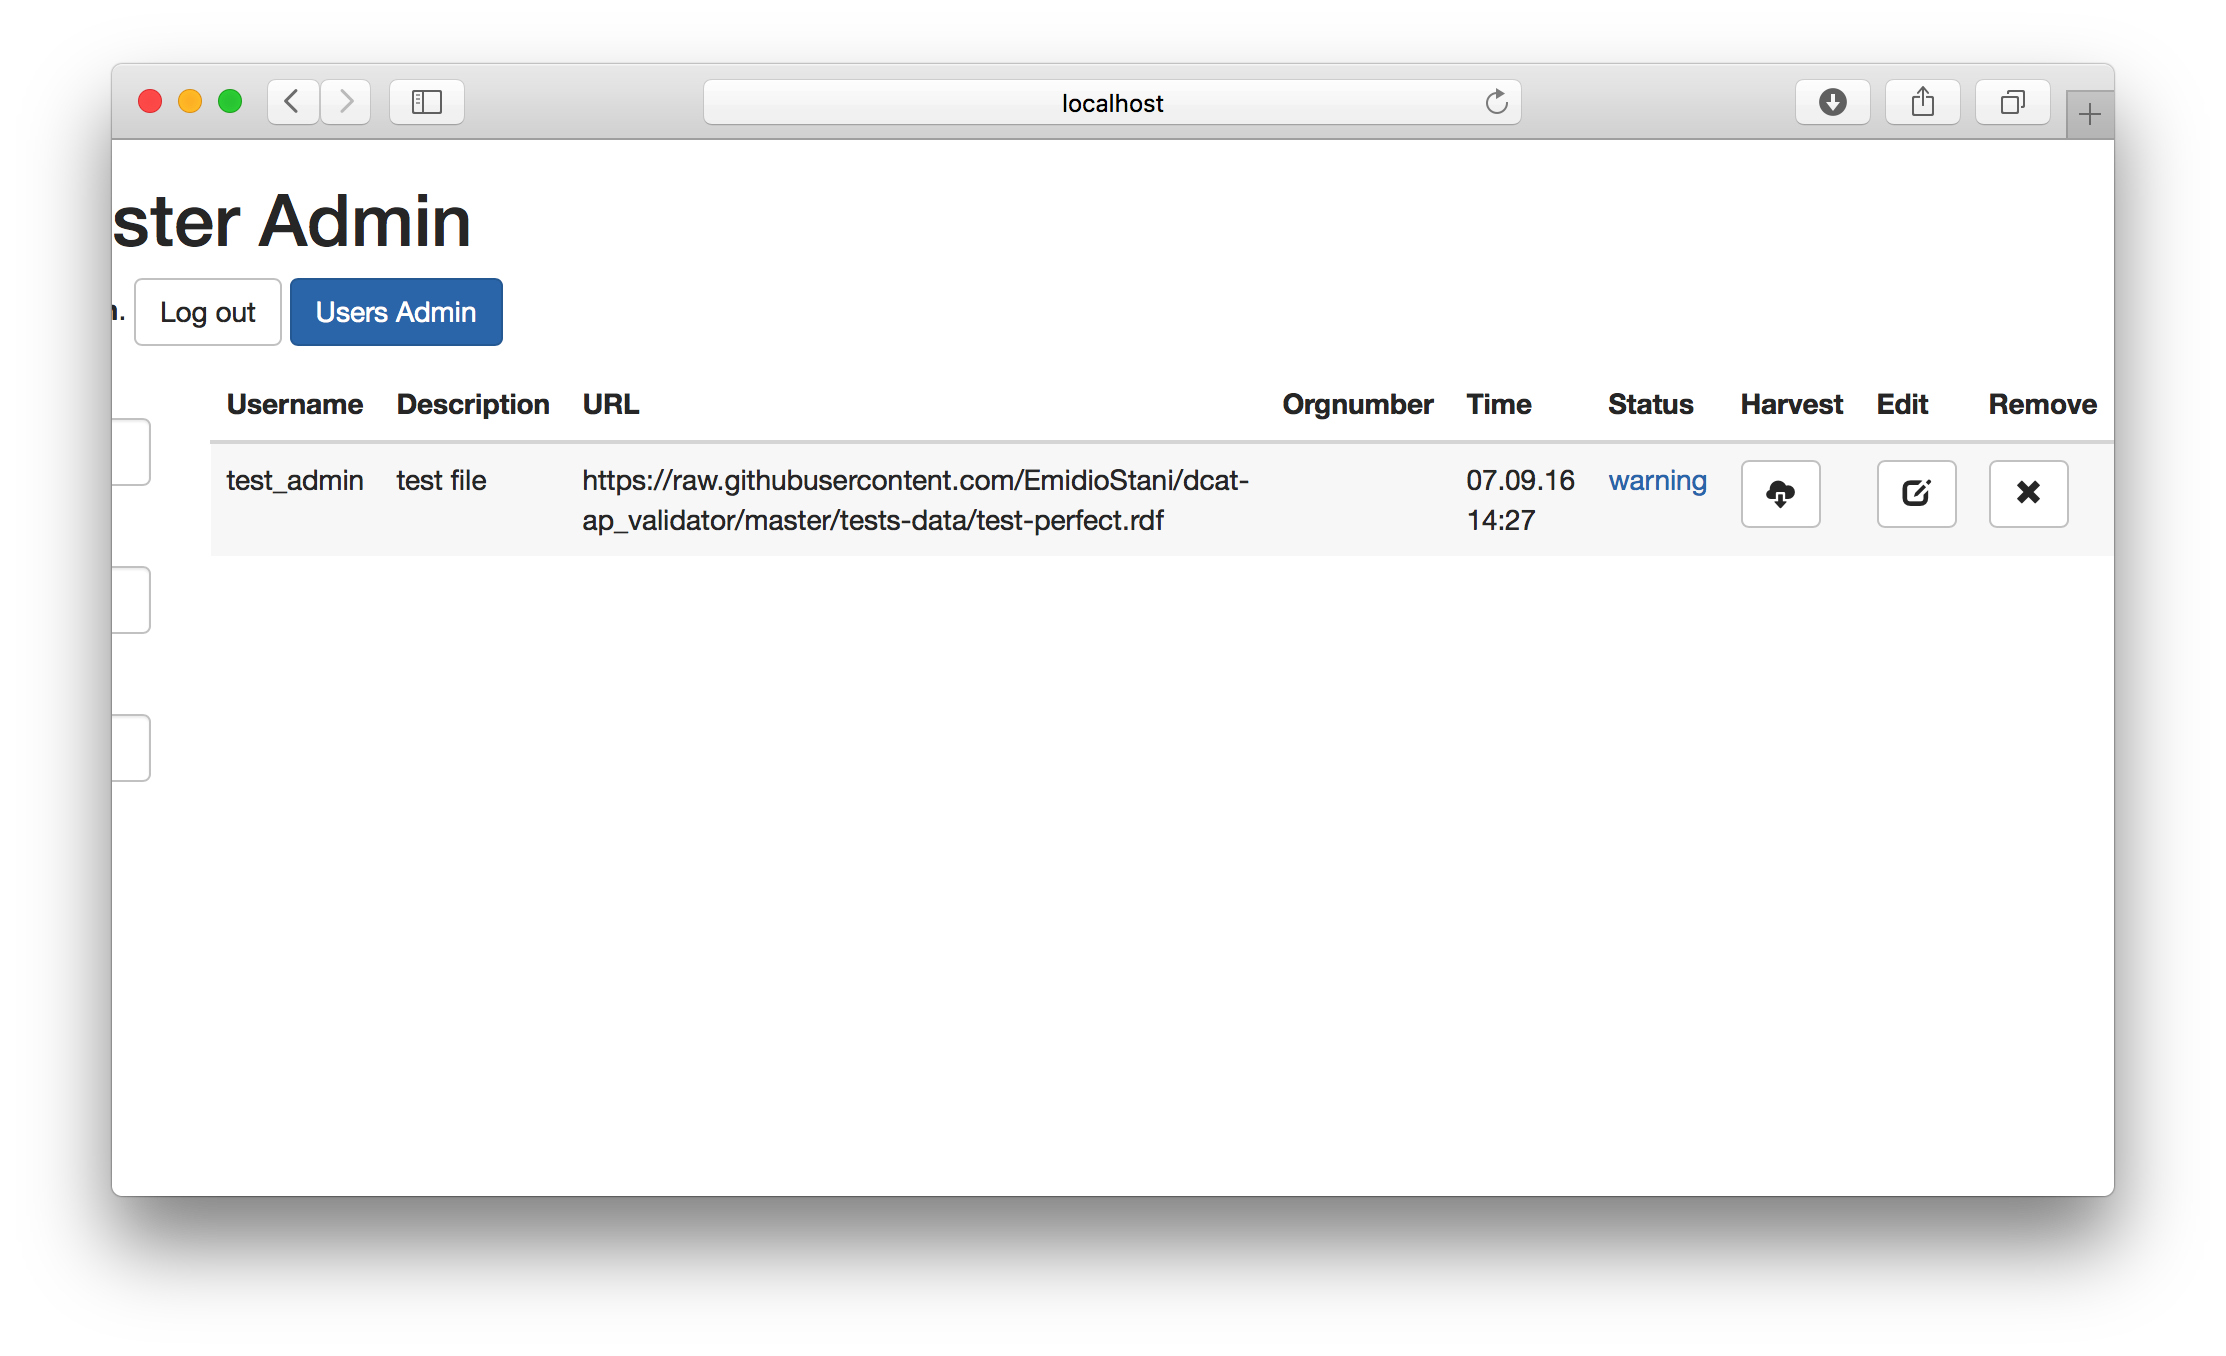 localhost
ster Admin
. Log out Users Admin
Username Description URL Orgnumber Time Status Harvest Edit Remove
test_admin test file https://raw.githubusercontent.com/EmidioStani/dcat- 07.09.16 warning
ap_validator/master/tests-data/test-perfect.rdf 14:27